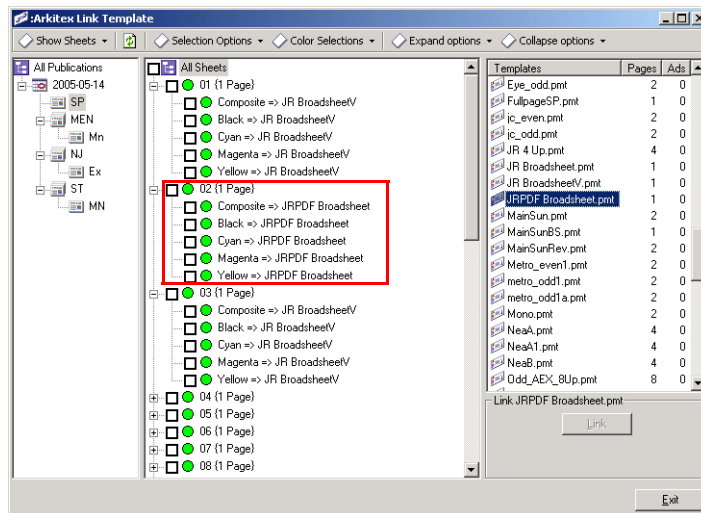 :Arkitex Link Template
Show Sheets Selection Options Color Selections Expand options Collapse options
All Publications
2005-05-14
SP
MEN
Mn
NJ
Ex
ST
MN
All Sheets
01 {1 Page}
Composite => JR BroadsheetV
Black => JR BroadsheetV
Cyan => JR BroadsheetV
Magenta => JR BroadsheetV
Yellow => JR BroadsheetV
02 {1 Page}
Composite => JRPDF Broadsheet
Black => JRPDF Broadsheet
Cyan => JRPDF Broadsheet
Magenta => JRPDF Broadsheet
Yellow => JRPDF Broadsheet
03 {1 Page}
Composite => JR BroadsheetV
Black => JR BroadsheetV
Cyan => JR BroadsheetV
Magenta => JR BroadsheetV
Yellow => JR BroadsheetV
04 {1 Page}
05 {1 Page}
06 {1 Page}
07 {1 Page}
08 {1 Page}
Templates Pages Ads
Eye_odd.pmt 2 0
FullpageSP.pmt 1 0
jc_even.pmt 2 0
jc_odd.pmt 2 0
JR 4 Up.pmt 4 0
JR Broadsheet.pmt 1 0
JR BroadsheetV.pmt 1 0
JRPDF Broadsheet.pmt 1 0
MainSun.pmt 2 0
MainSunBS.pmt 1 0
MainSunRev.pmt 2 0
Metro_even1.pmt 2 0
metro_odd1.pmt 2 0
metro_odd1a.pmt 2 0
Mono.pmt 2 0
NeaA.pmt 4 0
NeaA1.pmt 4 0
NeaB.pmt 4 0
Odd_AEX_8Up.pmt 8 0
Link JRPDF Broadsheet.pmt
Link
Exit